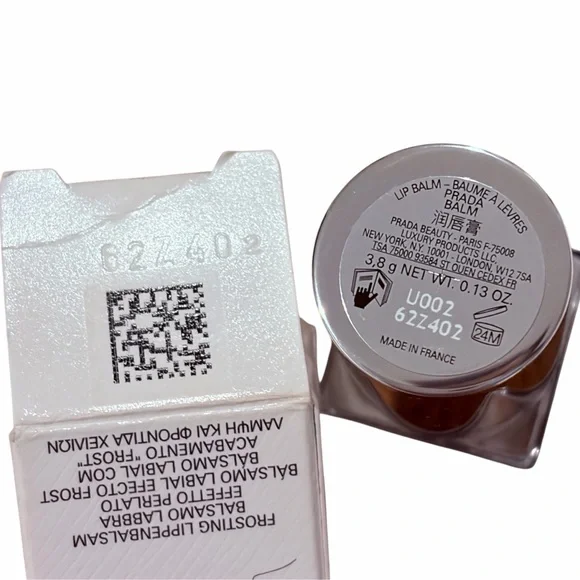 62Z402
FROSTING LIPPENBALSAM
BALSAMO LABBRA
EFFETTO PERLATO
BÁLSAMO LABIAL EFECTO FROST
BÁLSAMO LABIAL COM
ACABAMENTO "FROST"
ΛΑΜΨΗ ΚΑΙ ΦΡΟΝΤΙΔΑ ΧΕΙΛΙΩΝ
LIP BALM – BAUME À LÈVRES
PRADA
BALM
润唇膏
PRADA BEAUTY - PARIS F-75008
LUXURY PRODUCTS LLC.
NEW YORK, N.Y. 10001 - LONDON, W12 7SA
TSA 75000 93584 ST OUEN CEDEX FR
3,8 g NET WT. 0.13 OZ.
U002
62Z402
24M
MADE IN FRANCE